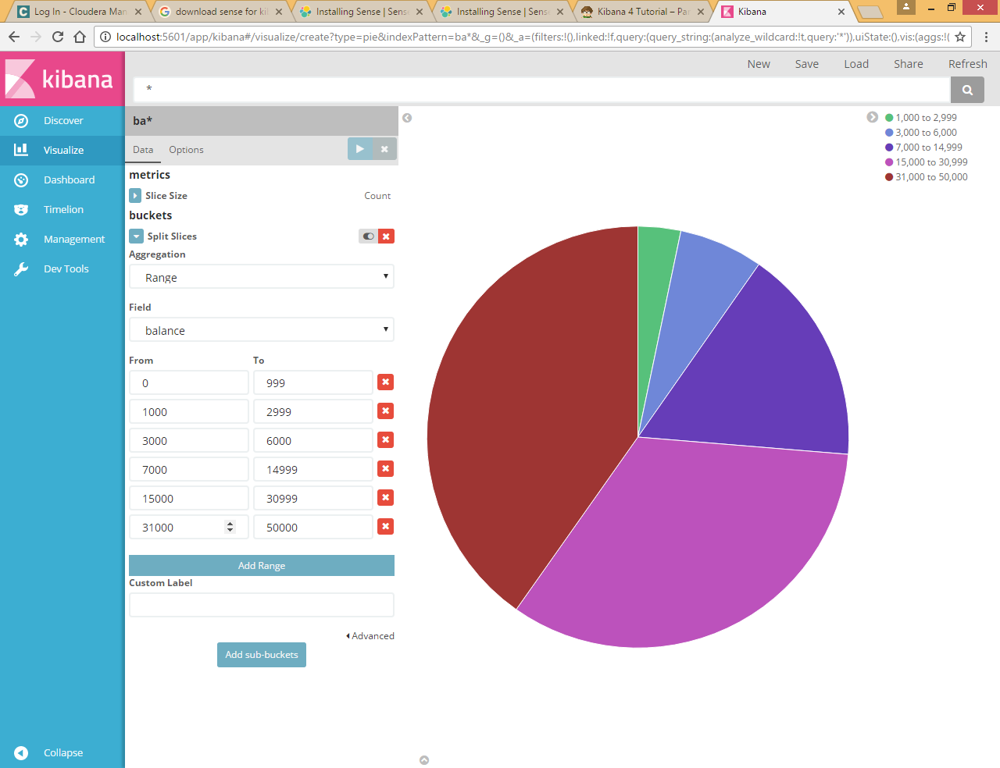 Log In - Cloudera Man
download sense for ki
Installing Sense | Sens
Installing Sense | Sens
Kibana 4 Tutorial – Pa
Kibana
localhost:5601/app/kibana#/visualize/create?type=pie&indexPattern=ba*&_g=()&_a=(filters:!(),linked:!f,query:(query_string:(analyze_wildcard:!t,query:'*')),uiState:(),vis:(aggs:!(
kibana
New Save Load Share Refresh
*
Discover
Visualize
Dashboard
Timelion
Management
Dev Tools
Collapse
ba*
Data Options
metrics
Slice Size Count
buckets
Split Slices
Aggregation
Range
Field
balance
From To
0 999
1000 2999
3000 6000
7000 14999
15000 30999
31000 50000
Add Range
Custom Label
Advanced
Add sub-buckets
1,000 to 2,999
3,000 to 6,000
7,000 to 14,999
15,000 to 30,999
31,000 to 50,000